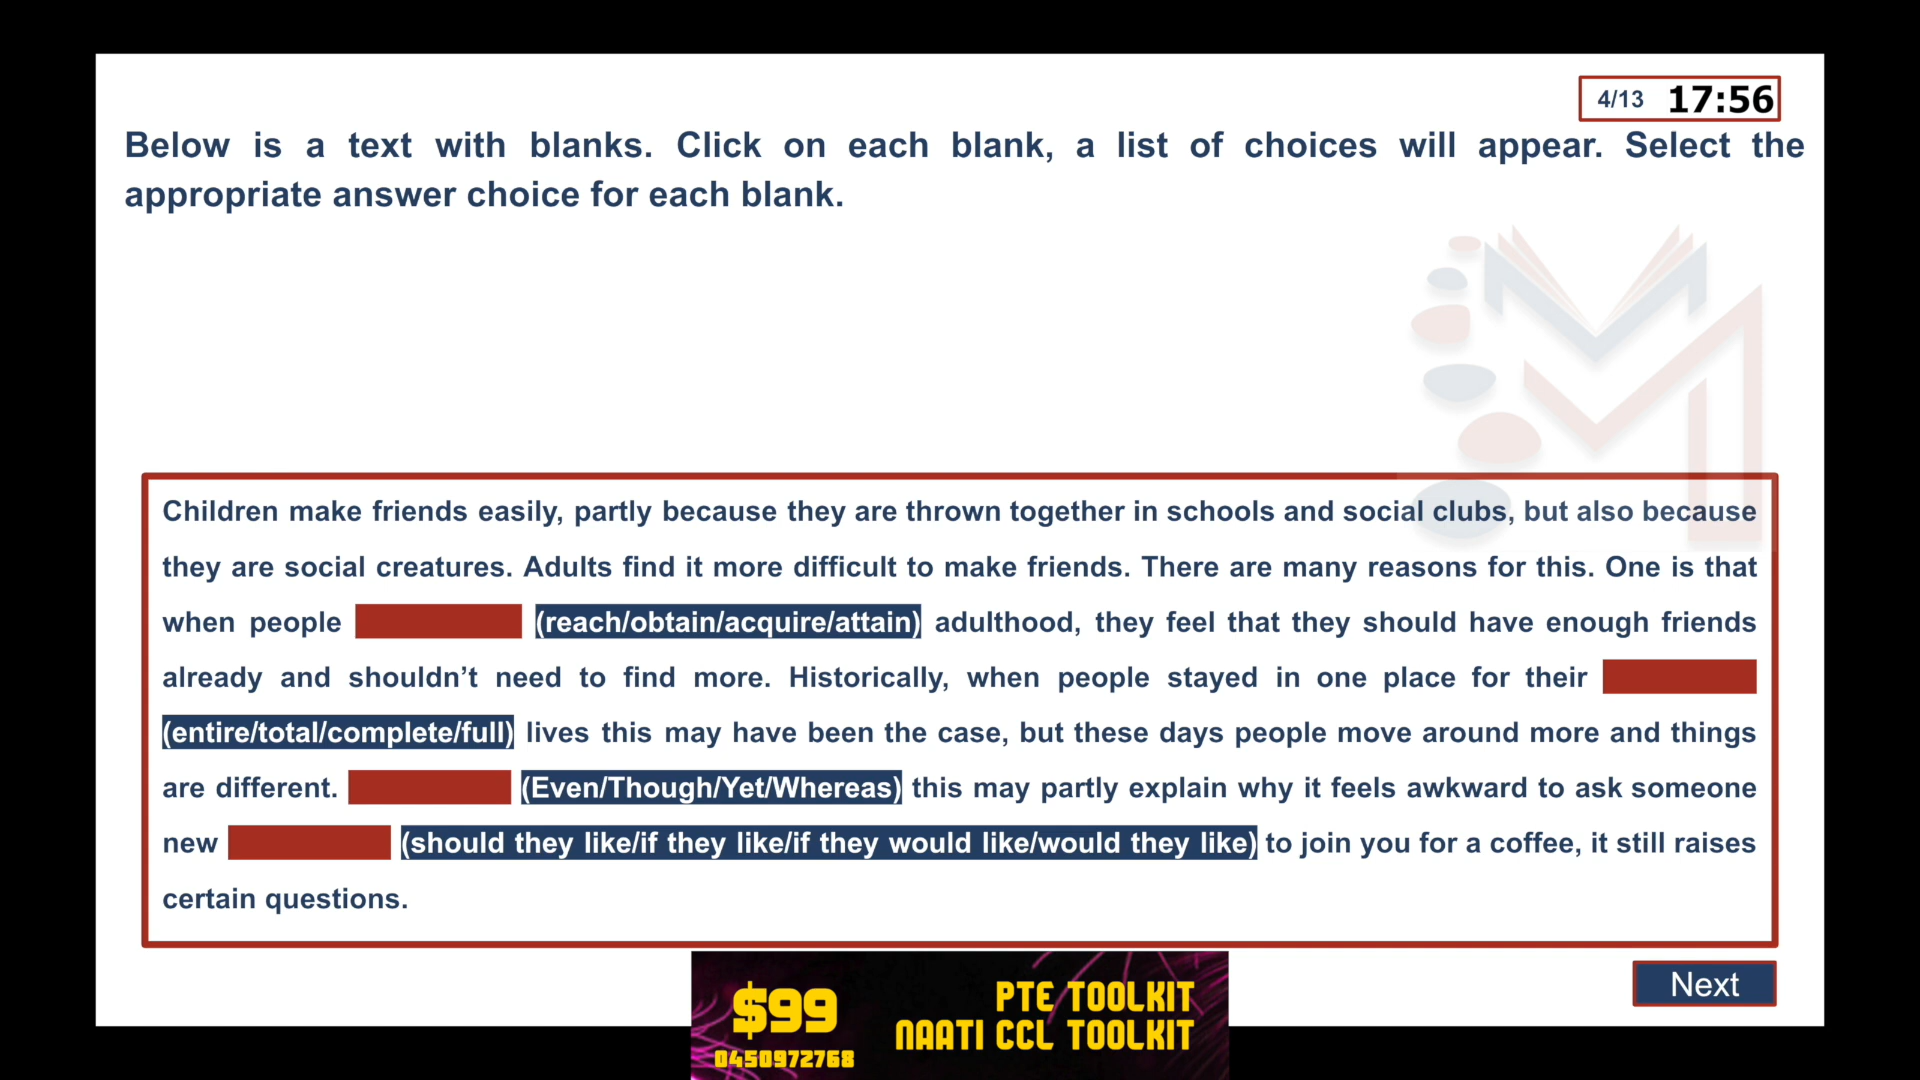 4/13 17:56
Below is a text with blanks. Click on each blank, a list of choices will appear. Select the
appropriate answer choice for each blank.
Children make friends easily, partly because they are thrown together in schools and social clubs, but also because
they are social creatures. Adults find it more difficult to make friends. There are many reasons for this. One is that
when people (reach/obtain/acquire/attain) adulthood, they feel that they should have enough friends
already and shouldn’t need to find more. Historically, when people stayed in one place for their
(entire/total/complete/full) lives this may have been the case, but these days people move around more and things
are different. (Even/Though/Yet/Whereas) this may partly explain why it feels awkward to ask someone
new (should they like/if they like/if they would like/would they like) to join you for a coffee, it still raises
certain questions.
Next
$99
0450972768
PTE TOOLKIT
NAATI CCL TOOLKIT